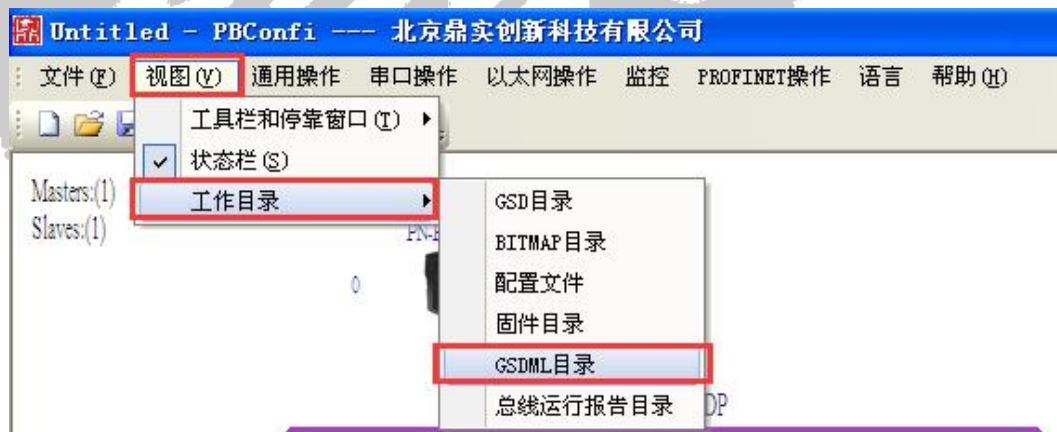 Untitled - PBConfi --- 北京鼎实创新科技有限公司
文件(F) 视图(V) 通用操作 串口操作 以太网操作 监控 PROFINET操作 语言 帮助(H)
工具栏和停靠窗口(T)
状态栏(S)
Masters:(1)
工作目录
GSD目录
Slaves:(1)
BITMAP目录
0
配置文件
固件目录
GSDML目录
总线运行报告目录
DP